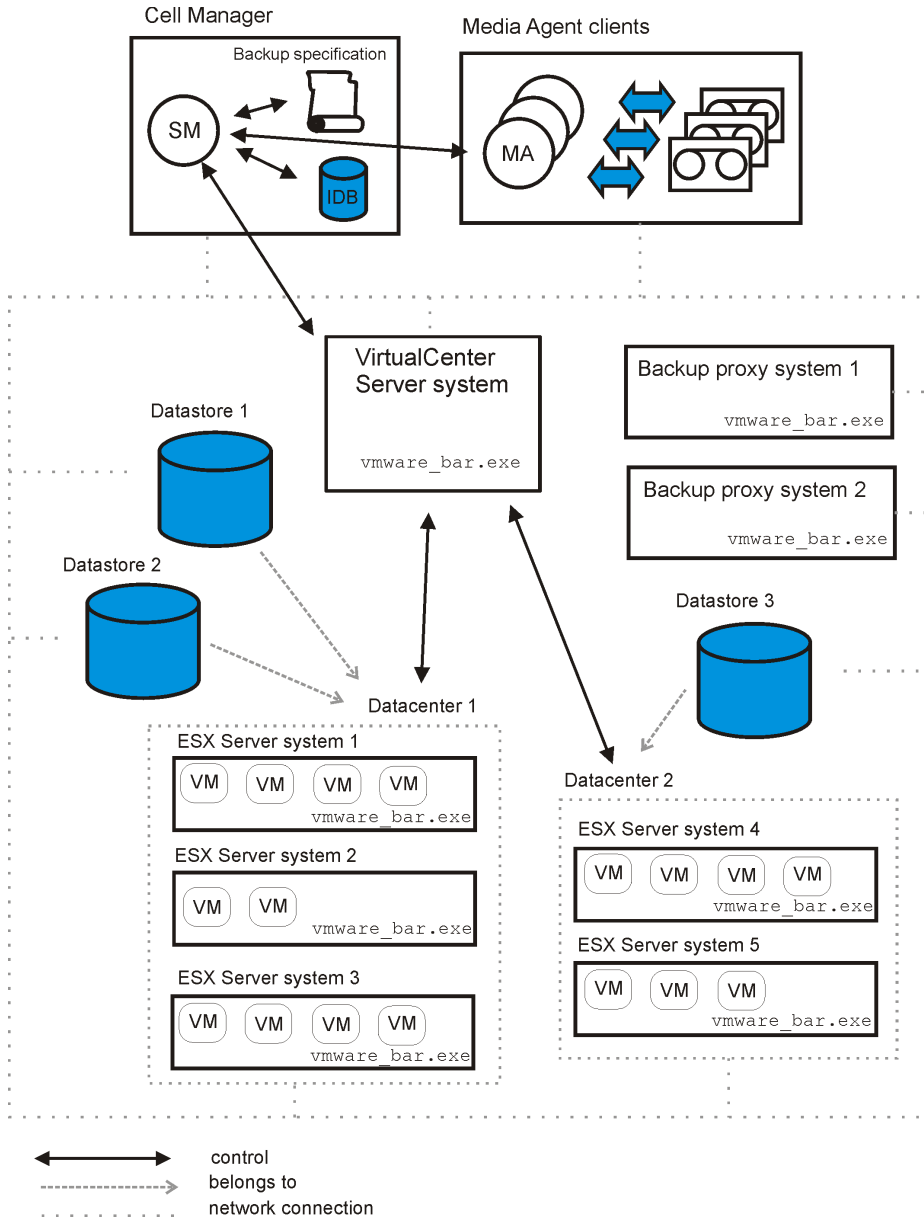 Cell Manager
Media Agent clients
Backup specification
SM
MA
IDB
VirtualCenter
Server system
vmware_bar.exe
Backup proxy system 1
vmware_bar.exe
Backup proxy system 2
vmware_bar.exe
Datastore 1
Datastore 2
Datastore 3
Datacenter 1
ESX Server system 1
VM VM VM VM
vmware_bar.exe
ESX Server system 2
VM VM
vmware_bar.exe
ESX Server system 3
VM VM VM VM
vmware_bar.exe
Datacenter 2
ESX Server system 4
VM VM VM VM
vmware_bar.exe
ESX Server system 5
VM VM VM
vmware_bar.exe
control
belongs to
network connection